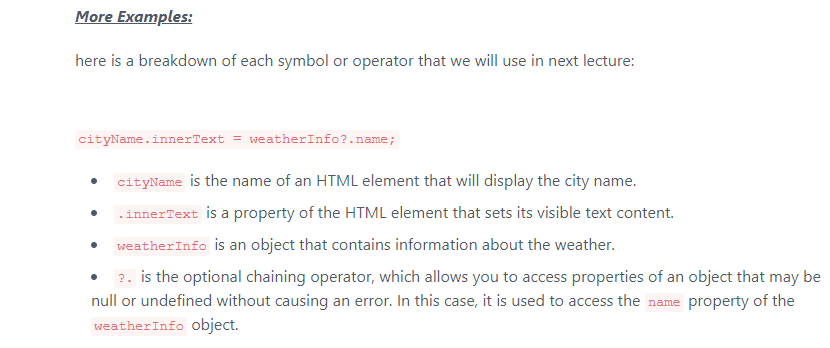 More Examples:
here is a breakdown of each symbol or operator that we will use in next lecture:
cityName.innerText = weatherInfo?.name;
• cityName is the name of an HTML element that will display the city name.
• .innerText is a property of the HTML element that sets its visible text content.
• weatherInfo is an object that contains information about the weather.
• ?. is the optional chaining operator, which allows you to access properties of an object that may be
null or undefined without causing an error. In this case, it is used to access the name property of the
weatherInfo object.